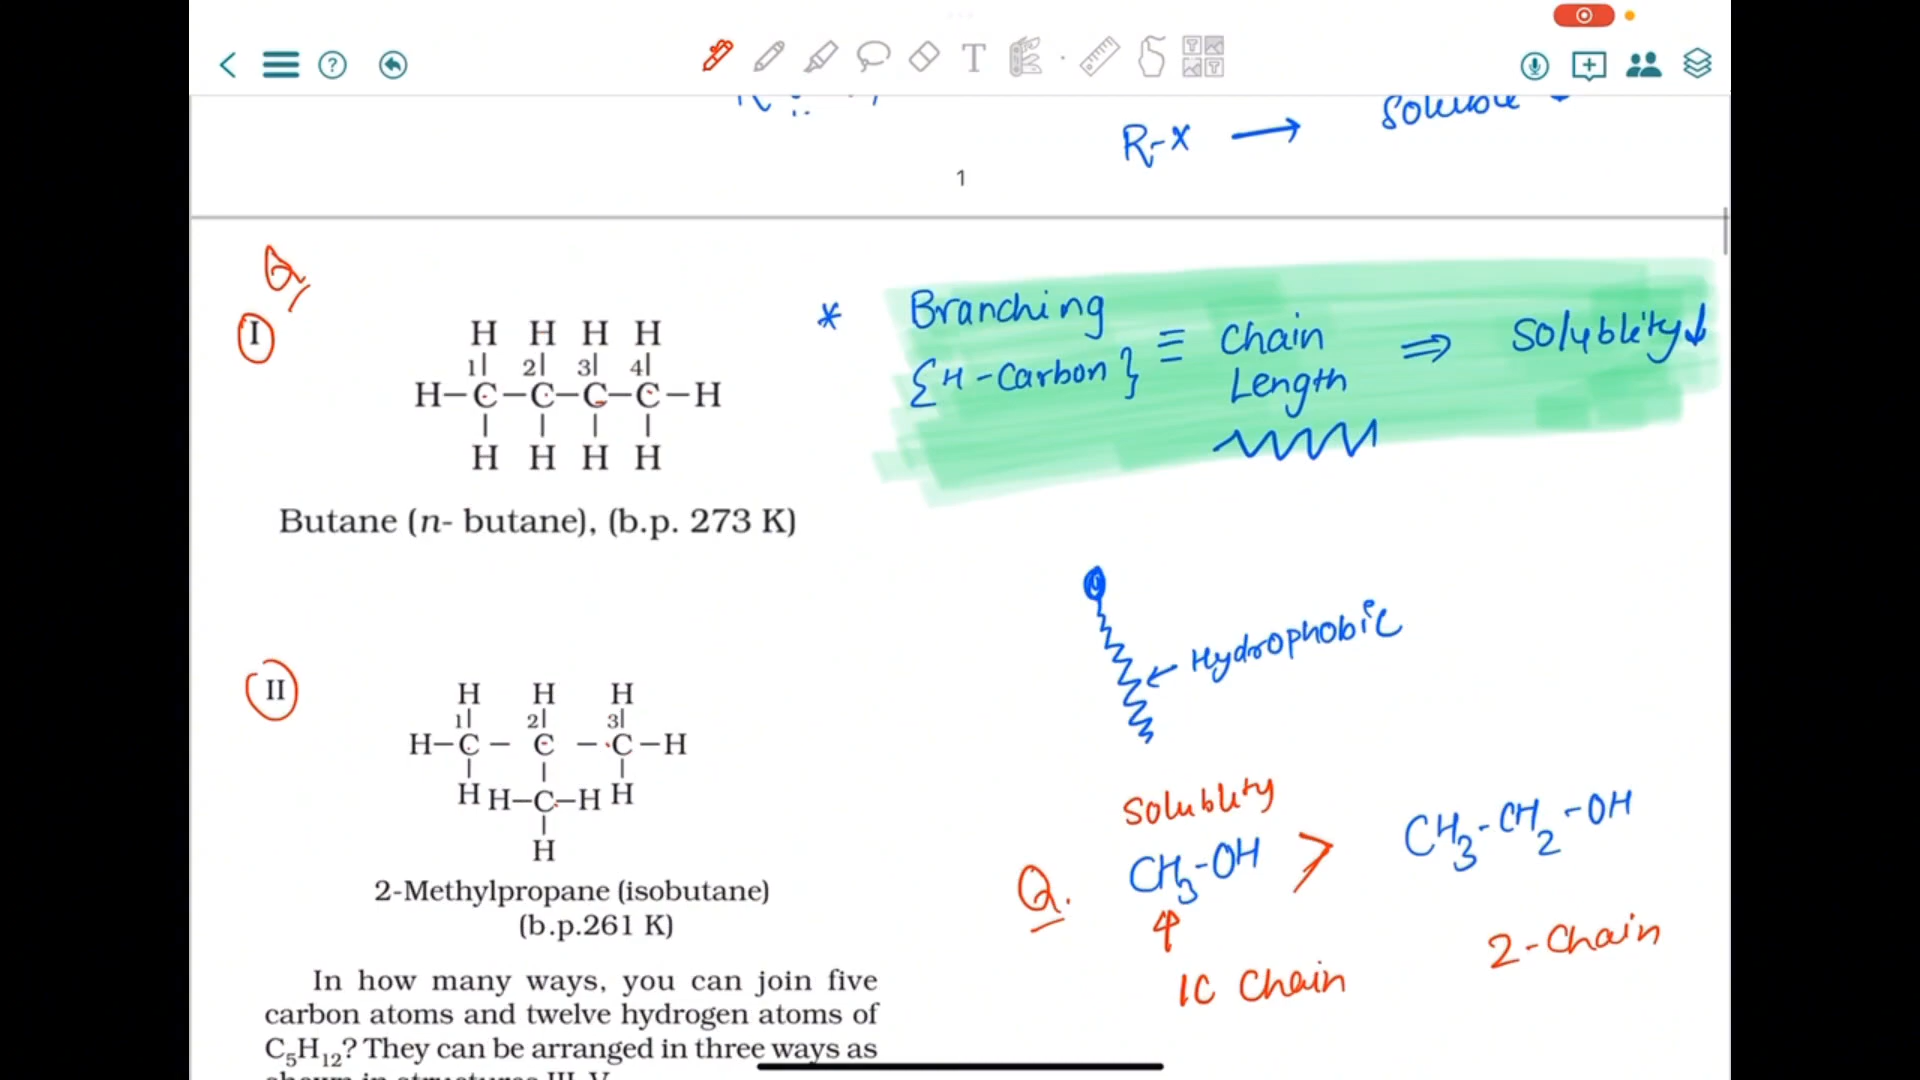 R-X ⟶
1
Q,
I
H H H H
1| 2| 3| 4|
H–C–C–C–C–H
| | | |
H H H H
Butane (n- butane), (b.p. 273 K)
* Branching {H-Carbon} ≡ Chain Length ⇒ Solublity↓
Hydrophobic
II
H H H
1| 2| 3|
H–C – C –C–H
| | |
H H–C–H H
|
H
2-Methylpropane (isobutane)
(b.p.261 K)
Solublity
Q. CH₃-OH > CH₃-CH₂-OH
↑
1C Chain
2-Chain
In how many ways, you can join five
carbon atoms and twelve hydrogen atoms of
C₅H₁₂? They can be arranged in three ways as